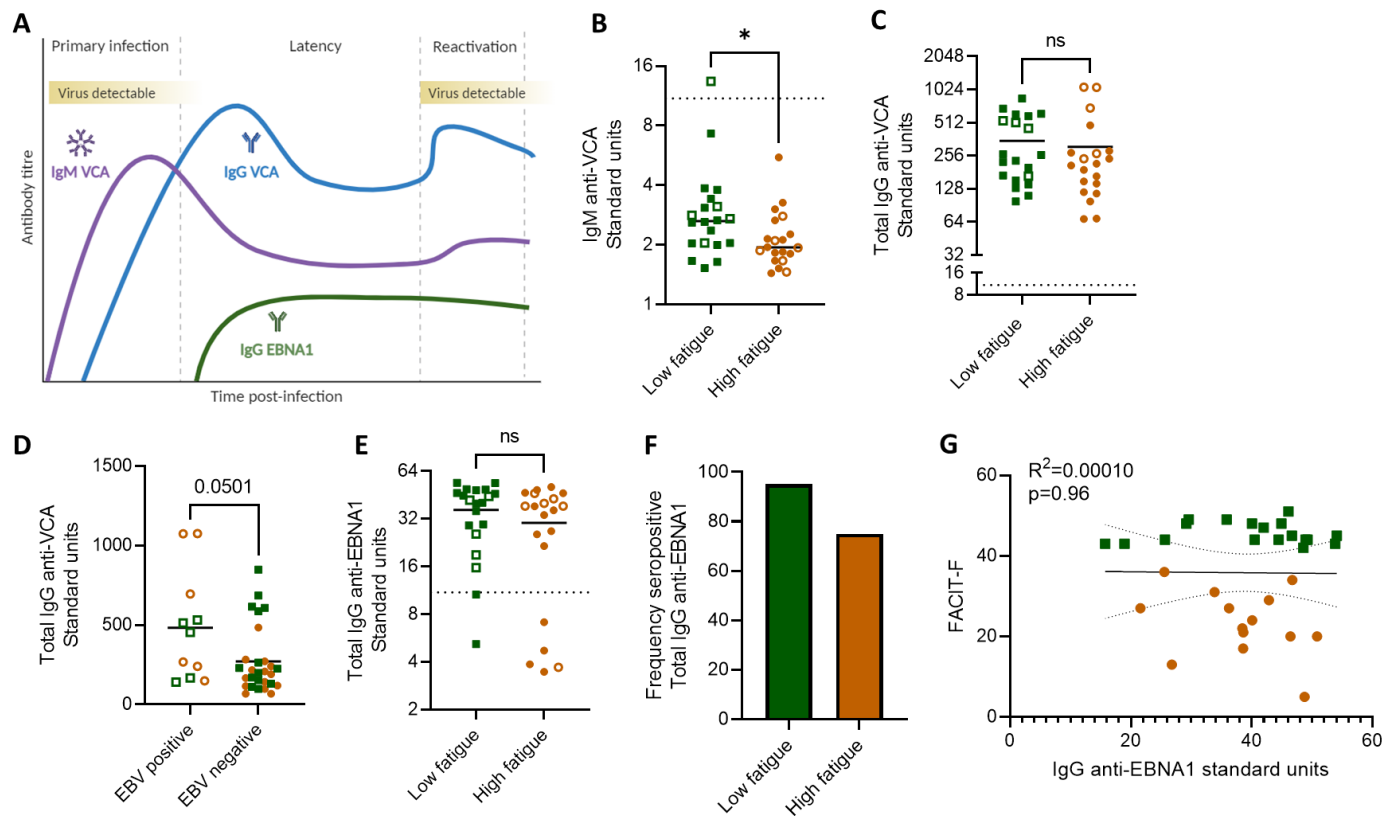 A
Primary infection
Latency
Reactivation
Virus detectable
Virus detectable
IgM VCA
IgG VCA
IgG EBNA1
Antibody titre
Time post-infection
B
*
IgM anti-VCA
Standard units
16
8
4
2
1
Low fatigue
High fatigue
C
ns
Total IgG anti-VCA
Standard units
2048
1024
512
256
128
64
32
16
8
Low fatigue
High fatigue
D
0.0501
Total IgG anti-VCA
Standard units
1500
1000
500
0
EBV positive
EBV negative
E
ns
Total IgG anti-EBNA1
Standard units
64
32
16
8
4
2
Low fatigue
High fatigue
F
Frequency seropositive
Total IgG anti-EBNA1
100
80
60
40
20
0
Low fatigue
High fatigue
G
R²=0.00010
p=0.96
FACIT-F
60
40
20
0
0
20
40
60
IgG anti-EBNA1 standard units